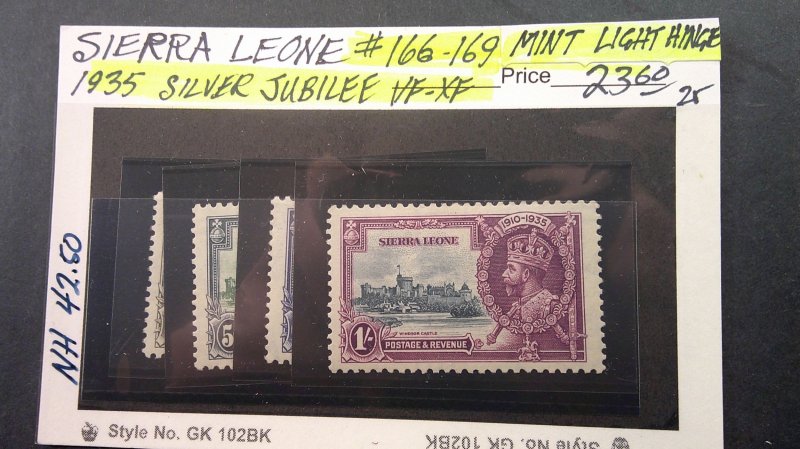 SIERRA LEONE #166-169 MINT LIGHT HINGE
1935 SILVER JUBILEE VF-XF Price 23.60
25
NH 42.50
1910-1935
SIERRA LEONE
WINDSOR CASTLE
1/-
POSTAGE & REVENUE
5
Style No. GK 102BK
Style No. GK 102BK